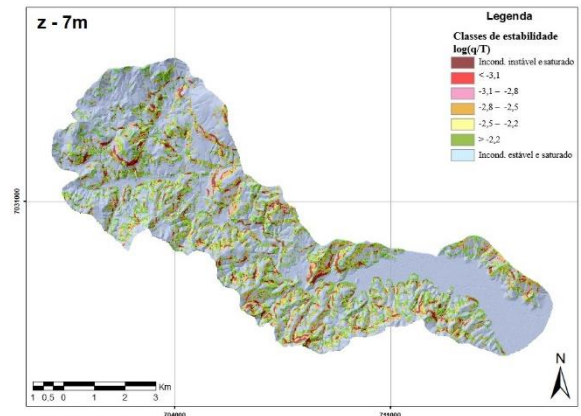 z - 7m
Legenda
Classes de estabilidade
log(q/T)
Incond. instável e saturado
< -3,1
-3,1 – -2,8
-2,8 – -2,5
-2,5 – -2,2
> -2,2
Incond. estável e saturado
7031000
N
Km
1 0.5 0 1 2 3
704000